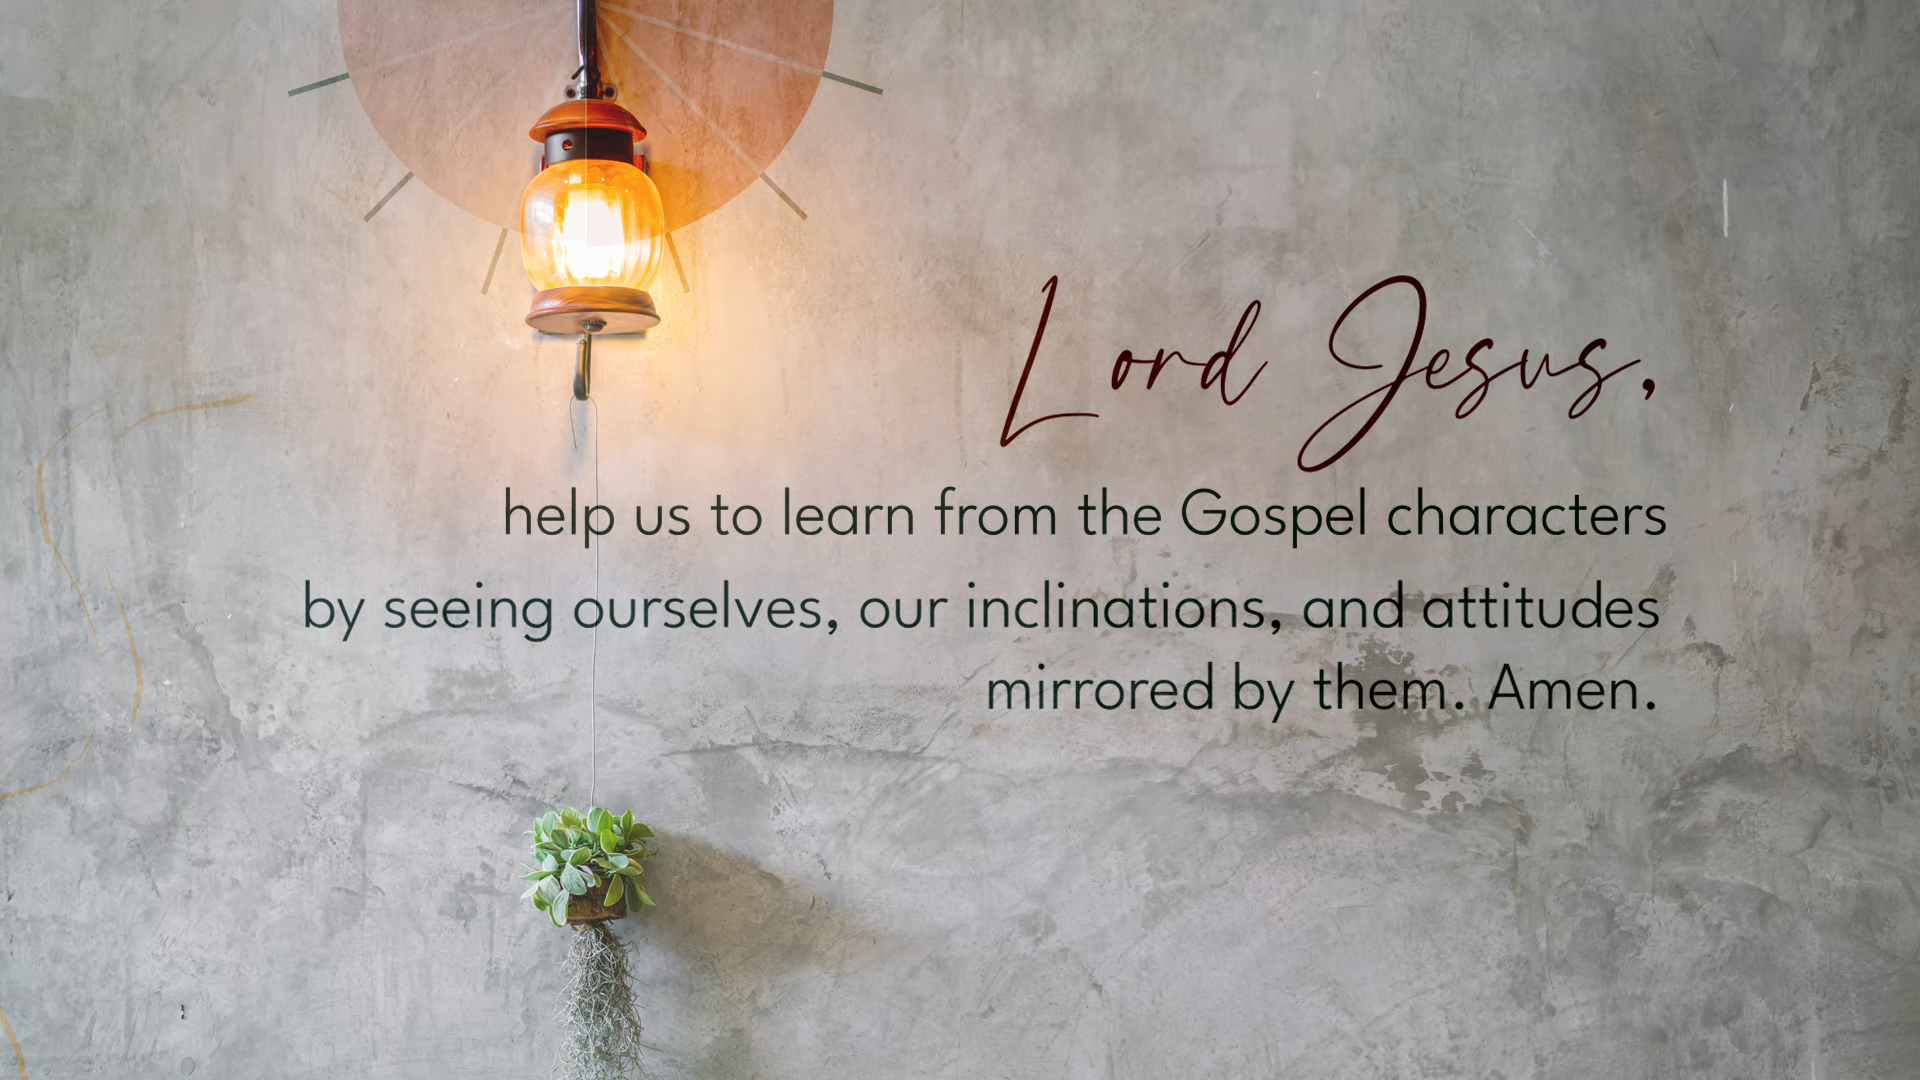 Lord Jesus,
help us to learn from the Gospel characters
by seeing ourselves, our inclinations, and attitudes
mirrored by them. Amen.